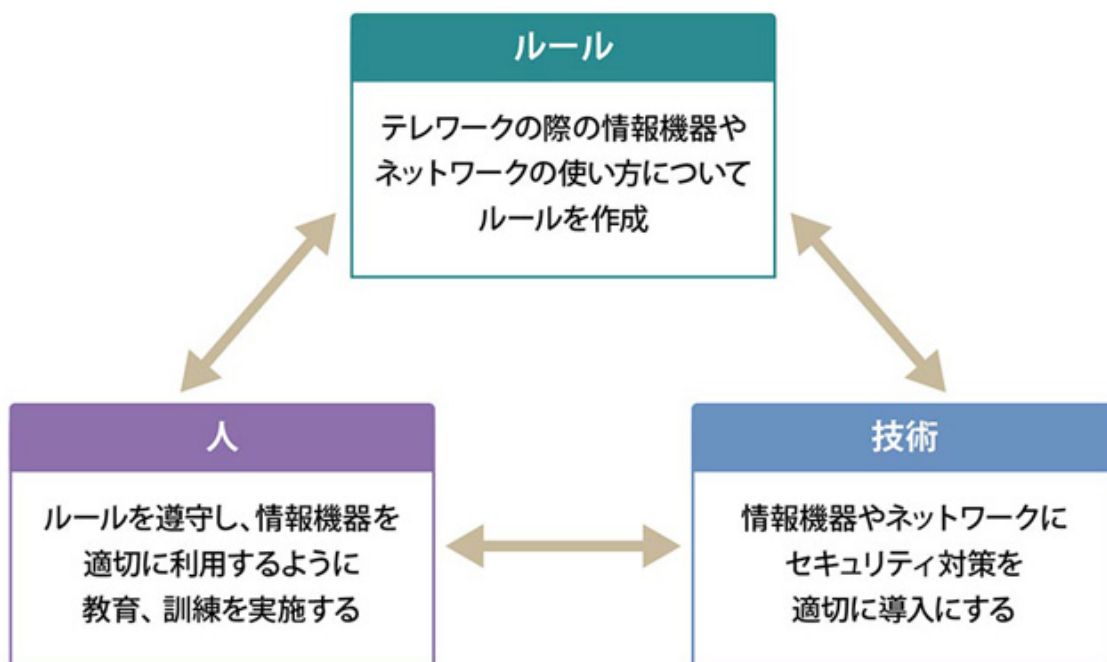 ルール
テレワークの際の情報機器や
ネットワークの使い方について
ルールを作成
人
ルールを遵守し、情報機器を
適切に利用するように
教育、訓練を実施する
技術
情報機器やネットワークに
セキュリティ対策を
適切に導入にする